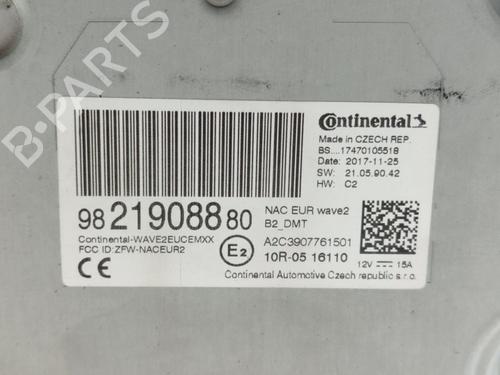 Continental
Made in CZECH REP.
BS....17470105518
Date: 2017-11-25
SW: 21.05.90.42
HW: C2
98 219088 80
NAC EUR wave2
B2_DMT
Continental-WAVE2EUCEMXX
FCC ID:ZFW-NACEUR2
CE
E2
A2C3907761501
10R-05 16110
12V 15A
Continental Automotive Czech republic s.r.o.
B-PARTS